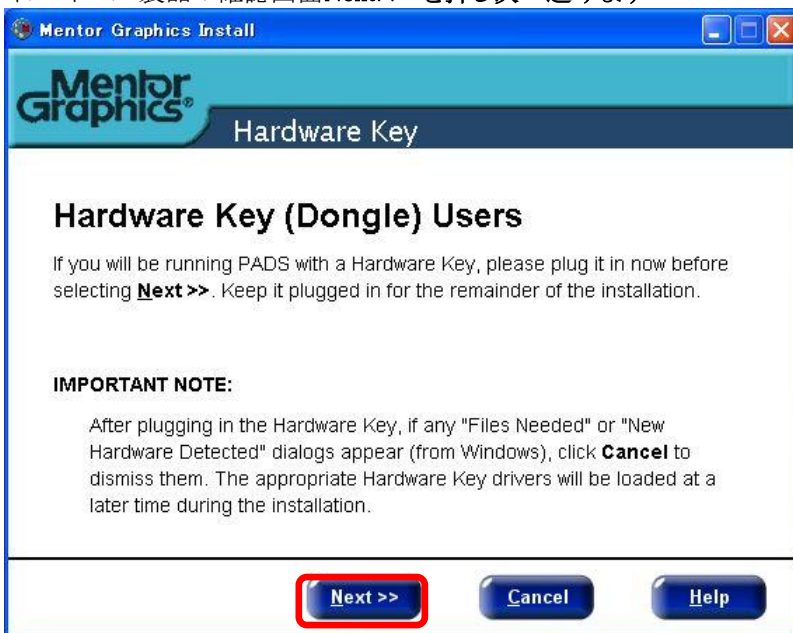 Mentor Graphics Install
Mentor
Graphics®
Hardware Key
Hardware Key (Dongle) Users
If you will be running PADS with a Hardware Key, please plug it in now before
selecting Next >>. Keep it plugged in for the remainder of the installation.
IMPORTANT NOTE:
After plugging in the Hardware Key, if any "Files Needed" or "New
Hardware Detected" dialogs appear (from Windows), click Cancel to
dismiss them. The appropriate Hardware Key drivers will be loaded at a
later time during the installation.
Next >>
Cancel
Help